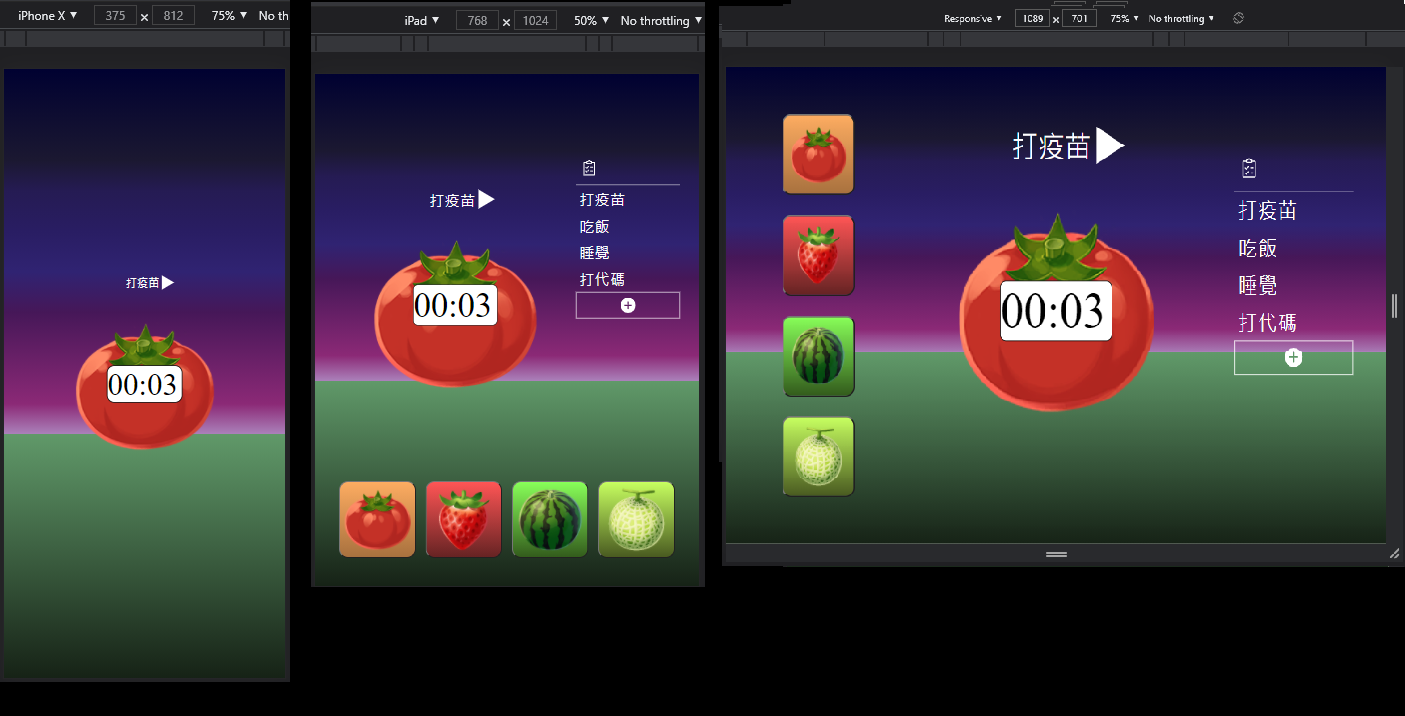 iPhone X ▼ 375 × 812 75% ▼ No th
打疫苗
00:03
iPad ▼ 768 × 1024 50% ▼ No throttling ▼
打疫苗
00:03
打疫苗
吃飯
睡覺
打代碼
Responsive ▼ 1089 × 701 75% ▼ No throttling ▼
打疫苗
00:03
打疫苗
吃飯
睡覺
打代碼